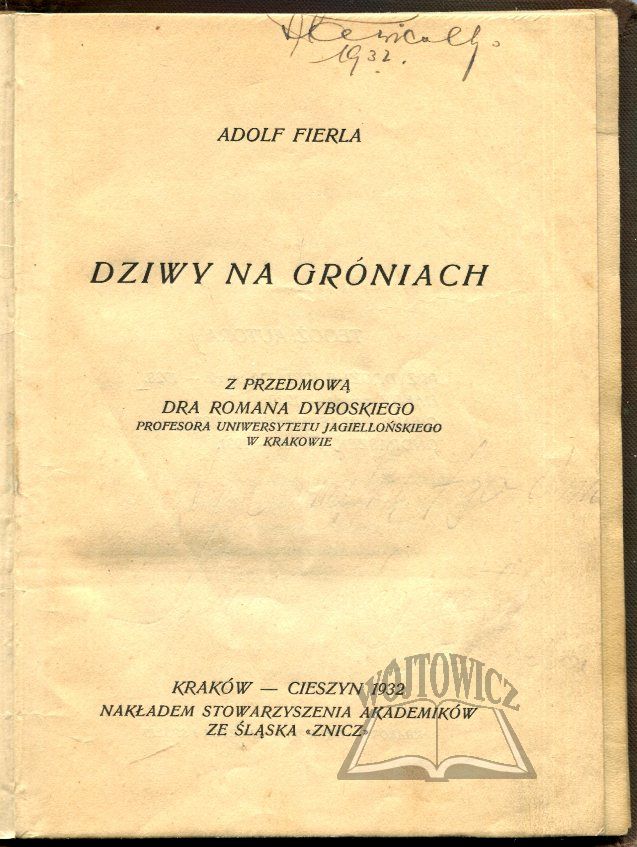 1932.
ADOLF FIERLA
DZIWY NA GRÓNIACH
Z PRZEDMOWĄ
DRA ROMANA DYBOSKIEGO
PROFESORA UNIWERSYTETU JAGIELLOŃSKIEGO
W KRAKOWIE
KRAKÓW — CIESZYN 1932
NAKŁADEM STOWARZYSZENIA AKADEMIKÓW
ZE ŚLĄSKA «ZNICZ»
WÓJTOWICZ